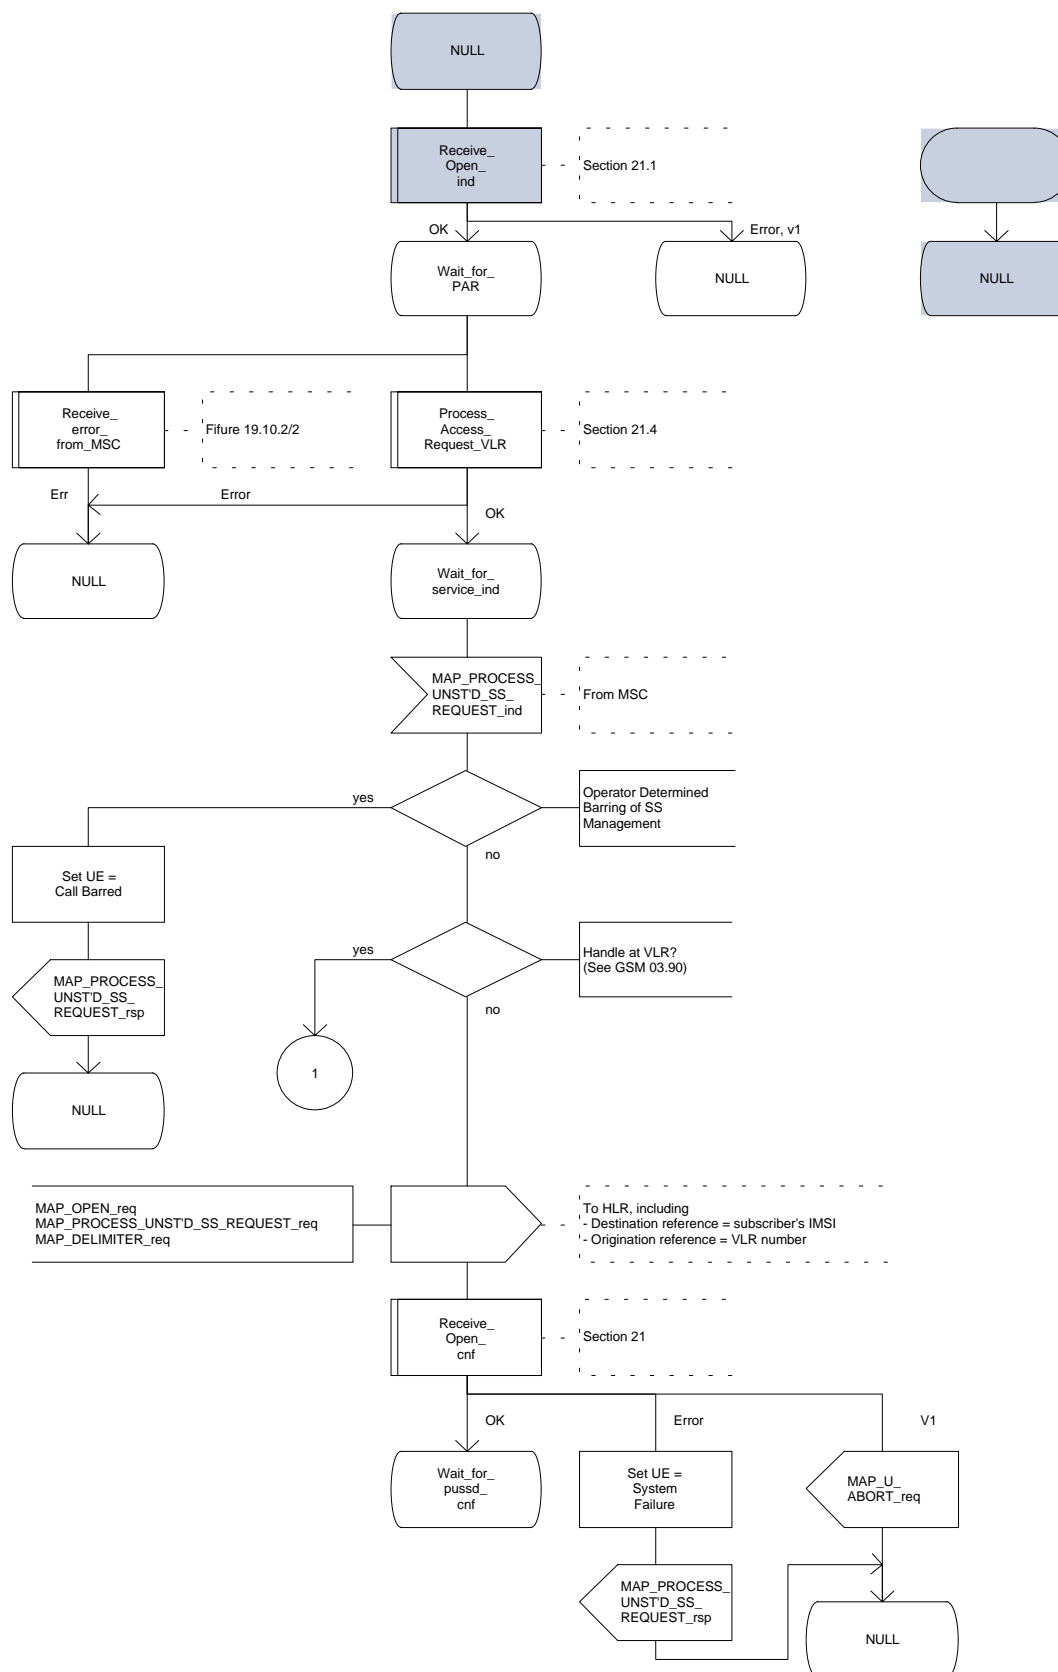 NULL
Receive_
Open_
ind
Section 21.1
OK
Error, v1
Wait_for_
PAR
NULL
NULL
Receive_
error_
from_MSC
Fifure 19.10.2/2
Process_
Access_
Request_VLR
Section 21.4
Err
Error
OK
NULL
Wait_for_
service_ind
MAP_PROCESS_
UNST'D_SS_
REQUEST_ind
From MSC
yes
Operator Determined
Barring of SS
Management
no
Set UE =
Call Barred
yes
Handle at VLR?
(See GSM 03.90)
no
MAP_PROCESS_
UNST'D_SS_
REQUEST_rsp
1
NULL
MAP_OPEN_req
MAP_PROCESS_UNST'D_SS_REQUEST_req
MAP_DELIMITER_req
To HLR, including
- Destination reference = subscriber's IMSI
- Origination reference = VLR number
Receive_
Open_
cnf
Section 21
OK
Error
V1
Wait_for_
pussd_
cnf
Set UE =
System
Failure
MAP_U_
ABORT_req
MAP_PROCESS_
UNST'D_SS_
REQUEST_rsp
NULL